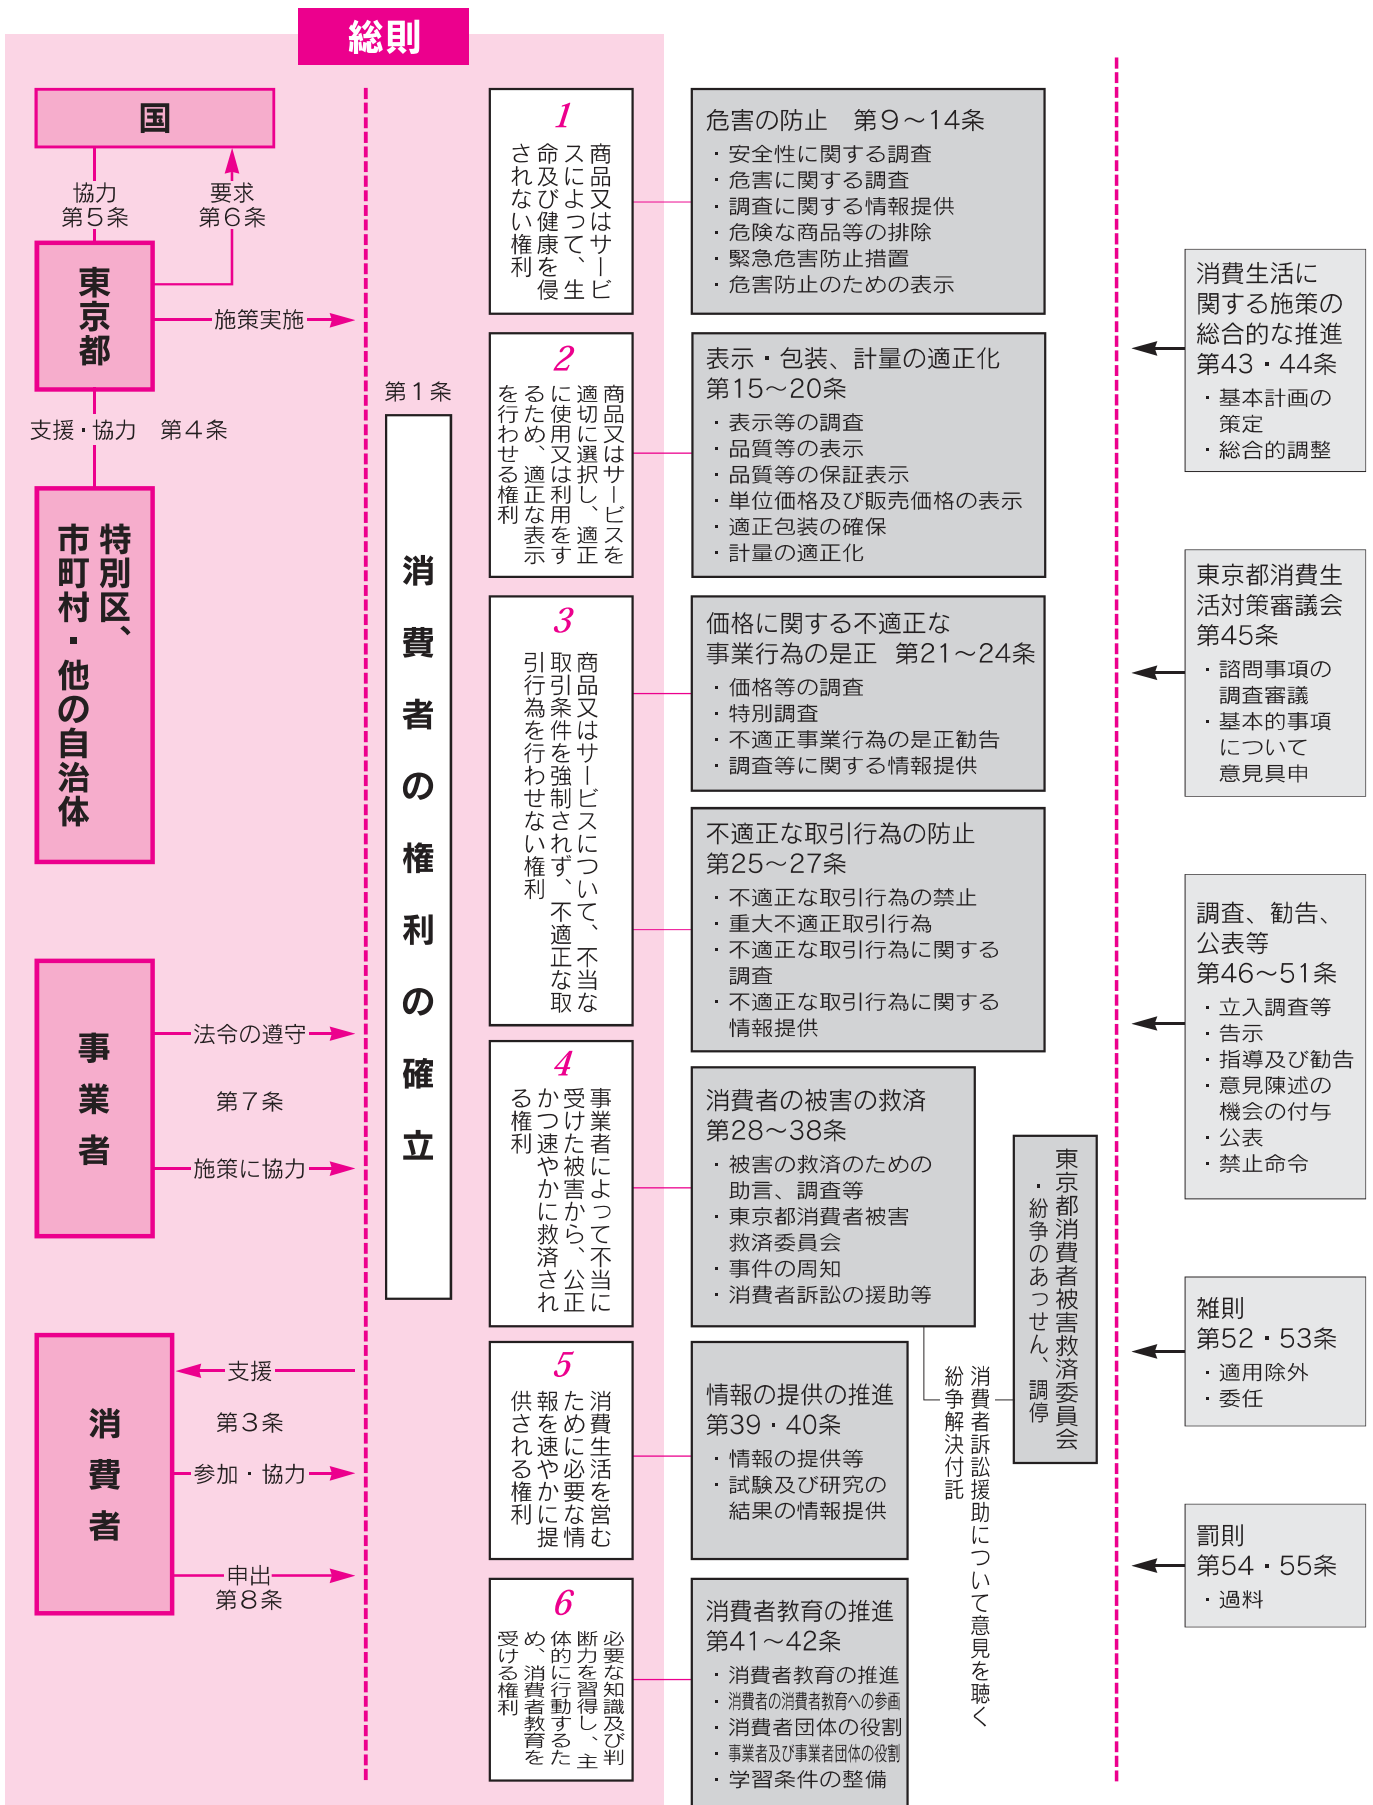 総則
国
協力
第5条
要求
第6条
東京都
施策実施
支援・協力　第4条
特別区、
市町村・他の自治体
事業者
法令の遵守
第7条
施策に協力
消費者
支援
第3条
参加・協力
申出
第8条
第1条
消費者の権利の確立
1
商品又はサービ
スによって、生
命及び健康を侵
されない権利
2
商品又はサービスを
適切に選択し、適正
に使用又は利用をす
るため、適正な表示
を行わせる権利
3
商品又はサービスについて、不当な
取引条件を強制されず、不適正な取
引行為を行わせない権利
4
事業者によって不当に
受けた被害から、公正
かつ速やかに救済され
る権利
5
消費生活を営む
ために必要な情
報を速やかに提
供される権利
6
必要な知識及び判
断力を習得し、主
体的に行動するた
め、消費者教育を
受ける権利
危害の防止　第9～14条
・安全性に関する調査
・危害に関する調査
・調査に関する情報提供
・危険な商品等の排除
・緊急危害防止措置
・危害防止のための表示
表示・包装、計量の適正化
第15～20条
・表示等の調査
・品質等の表示
・品質等の保証表示
・単位価格及び販売価格の表示
・適正包装の確保
・計量の適正化
価格に関する不適正な
事業行為の是正　第21～24条
・価格等の調査
・特別調査
・不適正事業行為の是正勧告
・調査等に関する情報提供
不適正な取引行為の防止
第25～27条
・不適正な取引行為の禁止
・重大不適正取引行為
・不適正な取引行為に関する
調査
・不適正な取引行為に関する
情報提供
消費者の被害の救済
第28～38条
・被害の救済のための
助言、調査等
・東京都消費者被害
救済委員会
・事件の周知
・消費者訴訟の援助等
情報の提供の推進
第39・40条
・情報の提供等
・試験及び研究の
結果の情報提供
消費者教育の推進
第41～42条
・消費者教育の推進
・消費者の消費者教育への参画
・消費者団体の役割
・事業者及び事業者団体の役割
・学習条件の整備
東京都消費者被害救済委員会
・紛争のあっせん、調停
消費者訴訟援助について意見を聴く
紛争解決付託
消費生活に
関する施策の
総合的な推進
第43・44条
・基本計画の
策定
・総合的調整
東京都消費生
活対策審議会
第45条
・諮問事項の
調査審議
・基本的事項
について
意見具申
調査、勧告、
公表等
第46～51条
・立入調査等
・告示
・指導及び勧告
・意見陳述の
機会の付与
・公表
・禁止命令
雑則
第52・53条
・適用除外
・委任
罰則
第54・55条
・過料